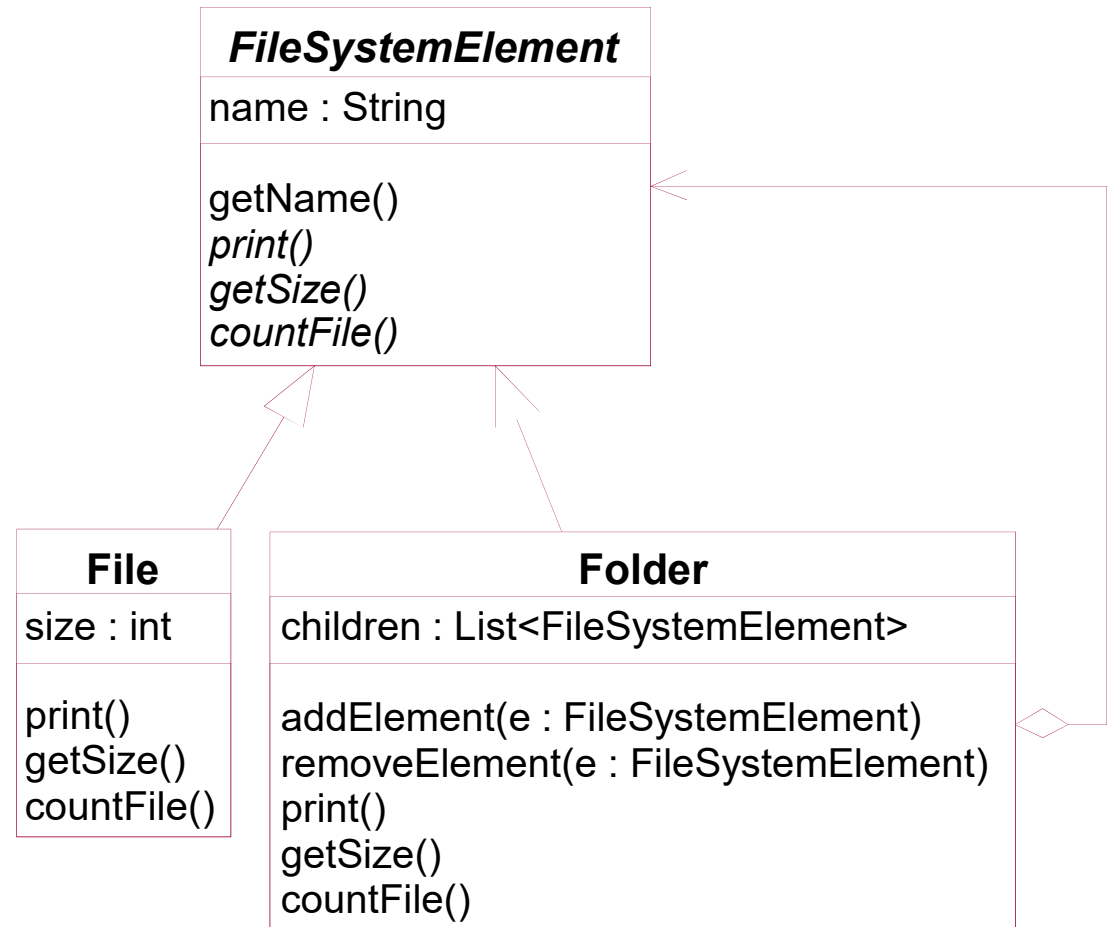 FileSystemElement
name : String
getName()
print()
getSize()
countFile()
File
size : int
print()
getSize()
countFile()
Folder
children : List<FileSystemElement>
addElement(e : FileSystemElement)
removeElement(e : FileSystemElement)
print()
getSize()
countFile()